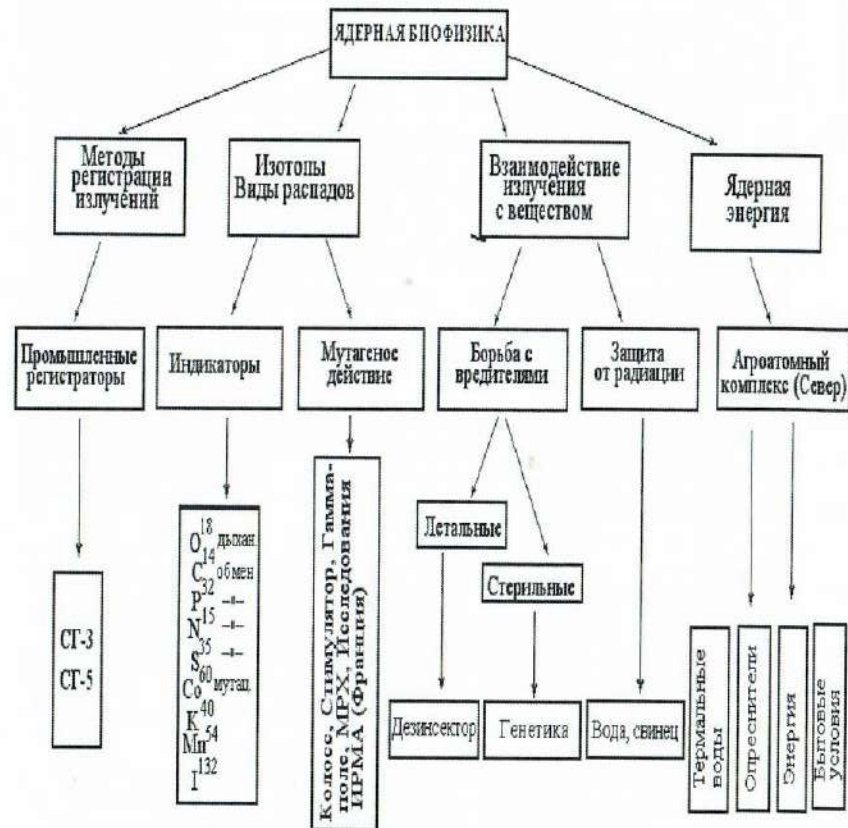 ЯДЕРНАЯ БИОФИЗИКА
Методы
регистрации
излучений
Изотопы
Виды распадов
Взаимодействие
излучения
с веществом
Ядерная
энергия
Промышленные
регистраторы
Индикаторы
Мутагеное
действие
Борьба с
вредителями
Защита
от радиации
Агроатомный
комплекс (Север)
СГ-3
СГ-5
O18 дыхан.
C14 обмен
P32 –"–
N15 –"–
S35 –"–
Co60 мутац.
K40
Mn54
I132
Колосс, Стимулятор, Гамма-
поле, МРХ, Исследования
ИРМА (Франция)
Летальные
Стерильные
Дезинсектор
Генетика
Вода, свинец
Термальные
воды
Опреснители
Энергия
Бытовые
условия